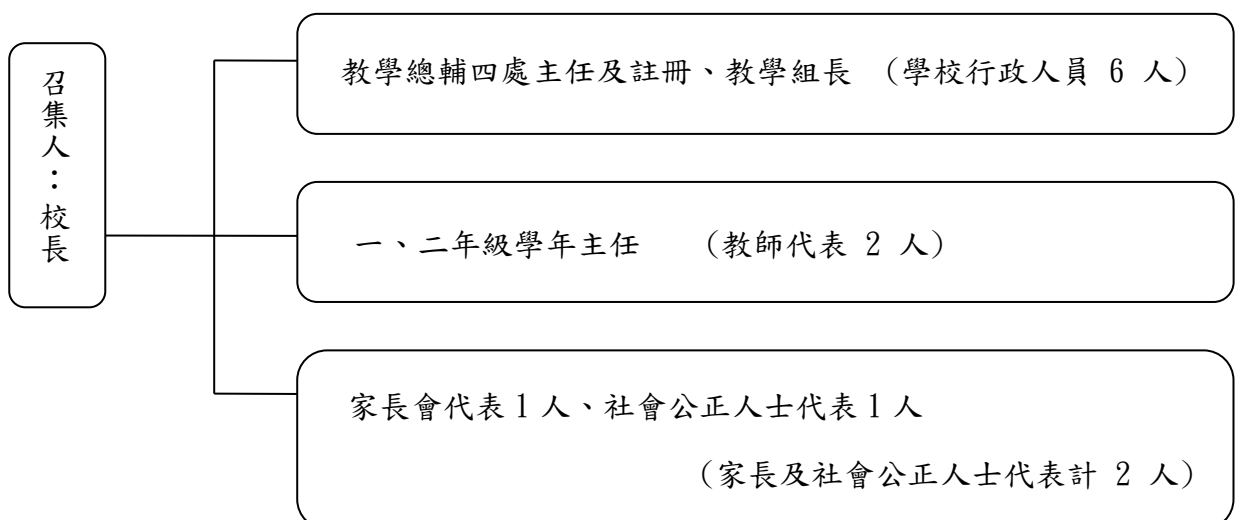 召集人：校長
教學總輔四處主任及註冊、教學組長 （學校行政人員 6 人）
一、二年級學年主任 （教師代表 2 人）
家長會代表1人、社會公正人士代表1人
（家長及社會公正人士代表計 2 人）